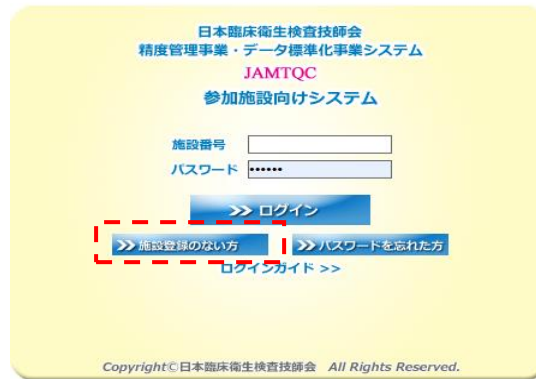 日本臨床衛生検査技師会
精度管理事業・データ標準化事業システム
JAMTQC
参加施設向けシステム
施設番号
パスワード ••••••
>> ログイン
>> 施設登録のない方 >> パスワードを忘れた方
ログインガイド >>
Copyright©日本臨床衛生検査技師会 All Rights Reserved.